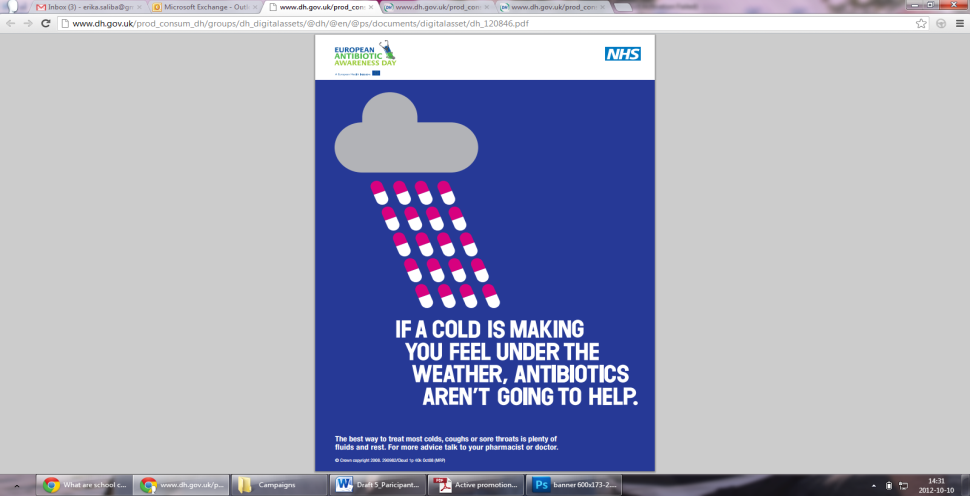 Inbox (3) - erika.saliba@g
Microsoft Exchange - Outl
www.dh.gov.uk/prod_con
www.dh.gov.uk/prod_cons
www.dh.gov.uk/prod_cons
www.dh.gov.uk/prod_consum_dh/groups/dh_digitalassets/@dh/@en/@ps/documents/digitalasset/dh_120846.pdf
EUROPEAN
ANTIBIOTIC
AWARENESS DAY
NHS
IF A COLD IS MAKING
YOU FEEL UNDER THE
WEATHER, ANTIBIOTICS
AREN'T GOING TO HELP.
The best way to treat most colds, coughs or sore throats is plenty of
fluids and rest. For more advice talk to your pharmacist or doctor.
© Crown copyright 2008.
What are school c...
www.dh.gov.uk/p...
Campaigns
Draft 5_Paricipant...
Active promotion...
Ps banner 600x173-2....
14:31
2012-10-10